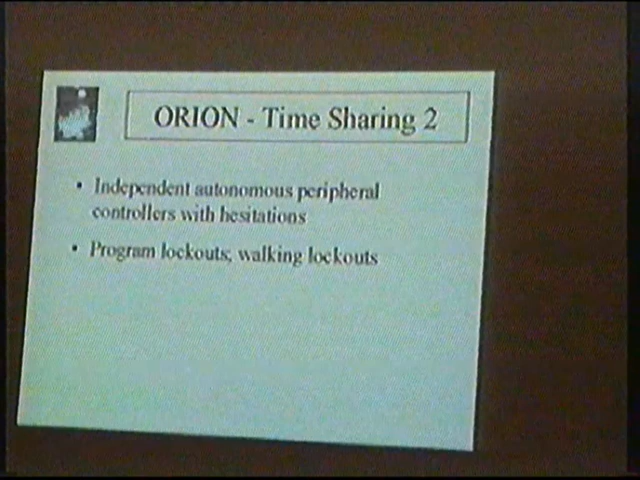 ORION - Time Sharing 2
• Independent autonomous peripheral
controllers with hesitations
• Program lockouts, walking lockouts